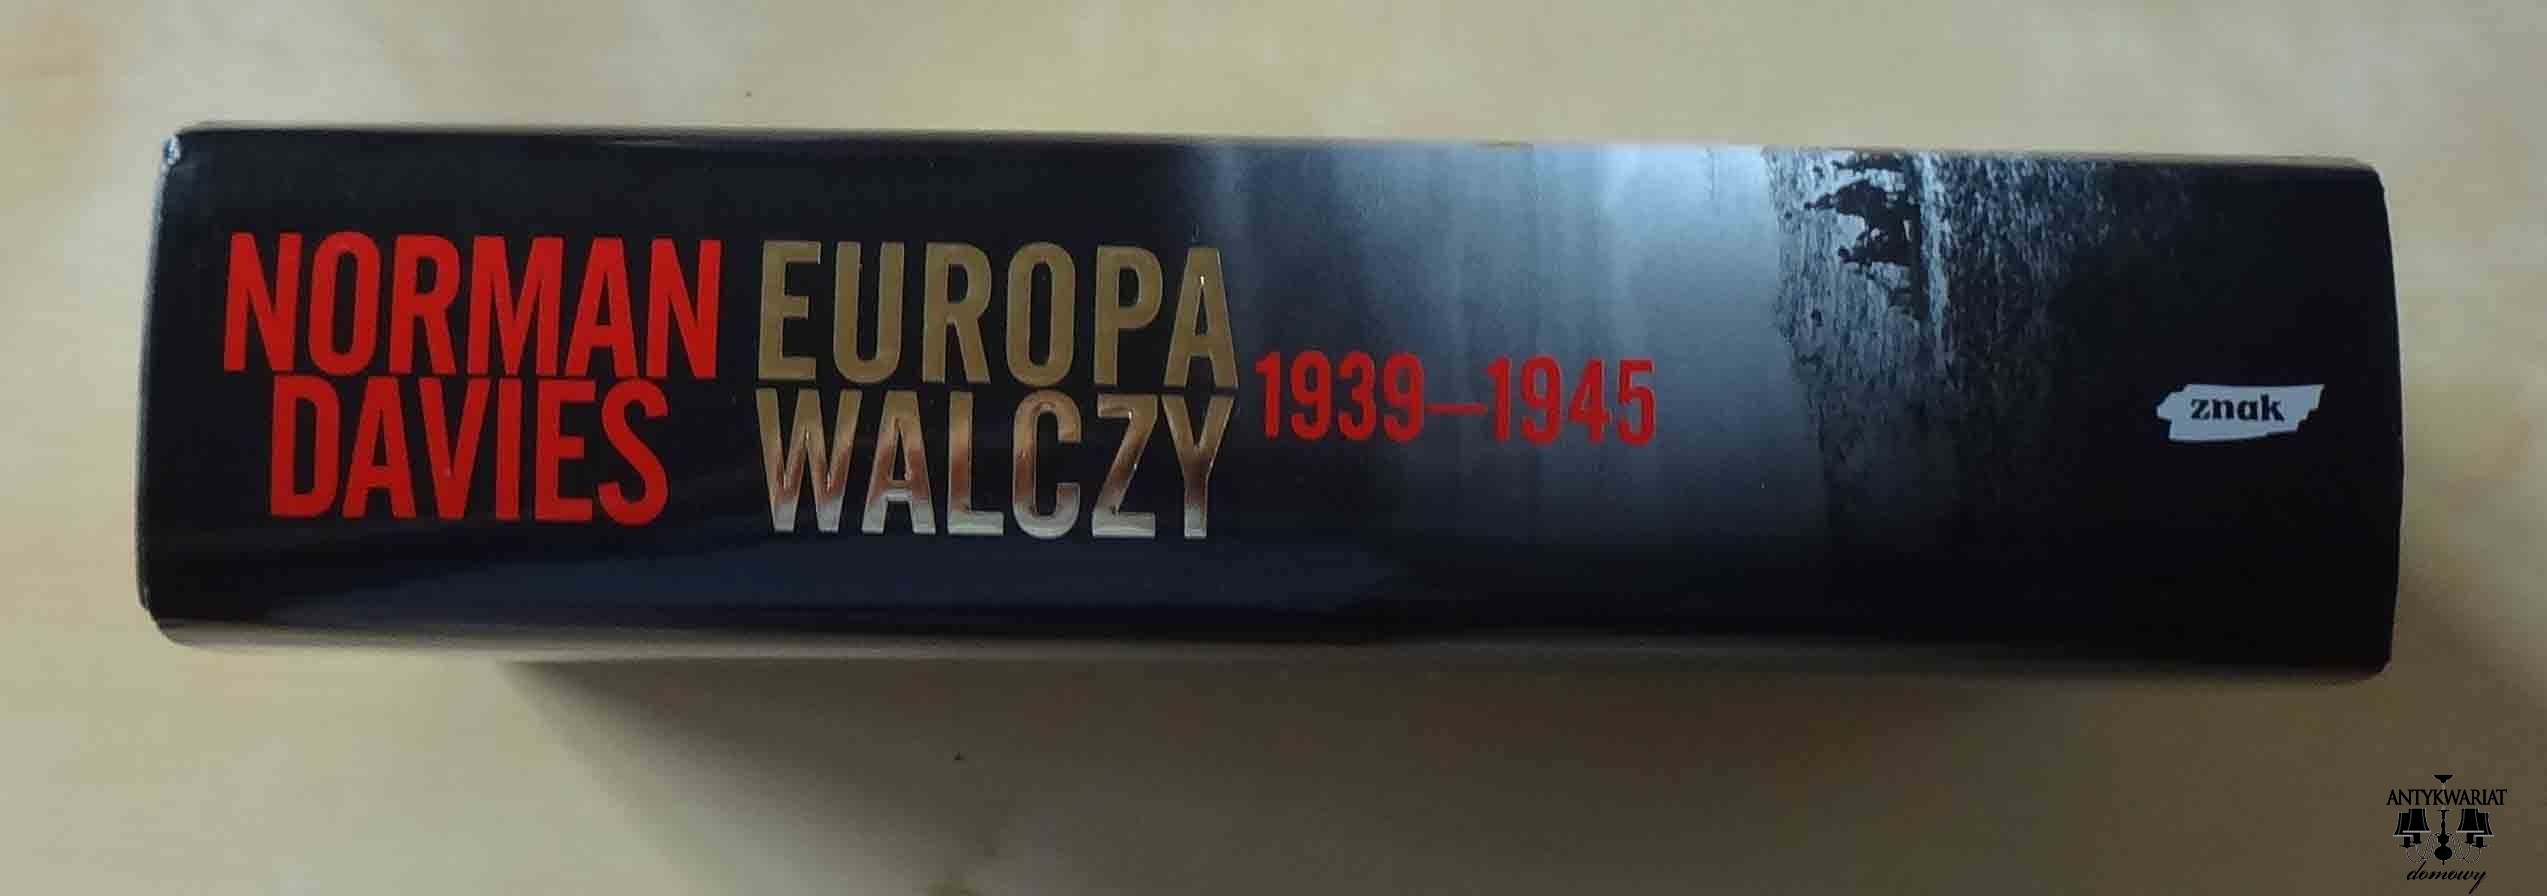 NORMAN
DAVIES
EUROPA
WALCZY
1939–1945
znak
ANTYKWARIAT
domowy